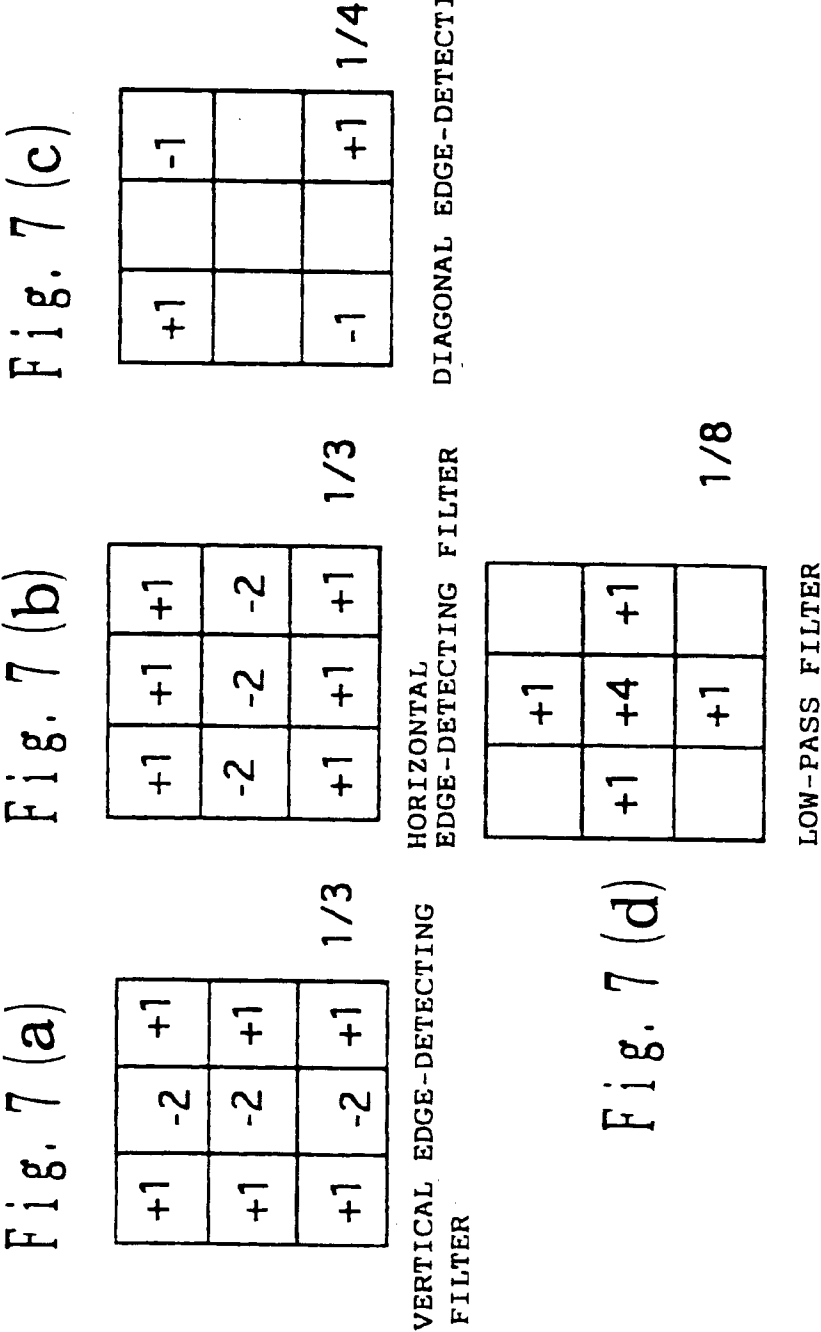 Fig. 7 (a)
+1 -2 +1
+1 -2 +1
+1 -2 +1
1/3
VERTICAL EDGE-DETECTING
FILTER
Fig. 7 (b)
+1 +1 +1
-2 -2 -2
+1 +1 +1
1/3
HORIZONTAL
EDGE-DETECTING FILTER
Fig. 7 (c)
+1 -1
-1 +1
1/4
DIAGONAL EDGE-DETECTI
Fig. 7 (d)
+1
+1 +4 +1
+1
1/8
LOW-PASS FILTER